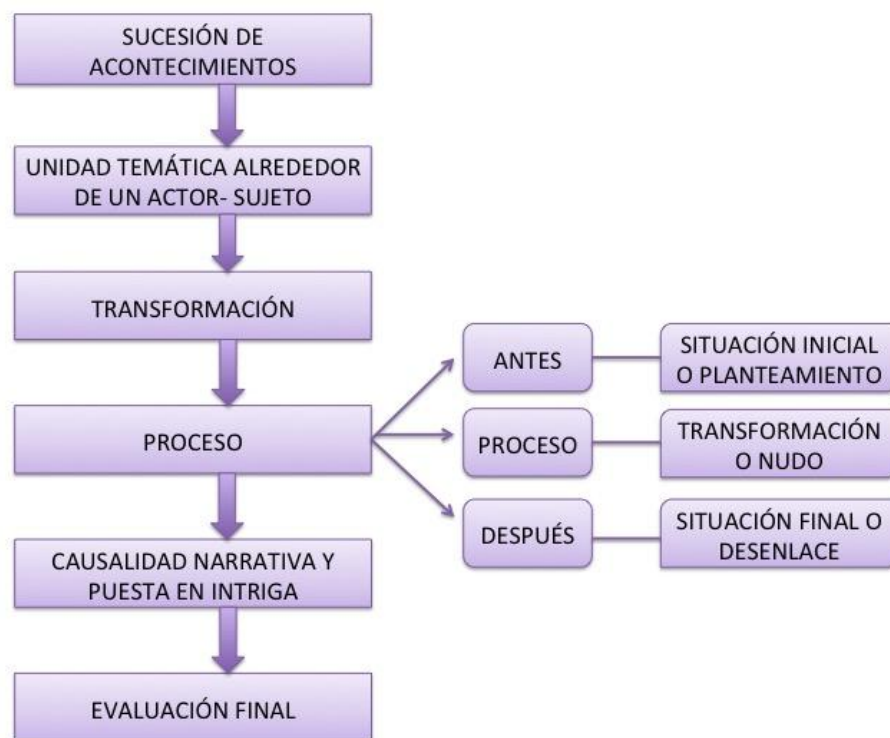 SUCESIÓN DE
ACONTECIMIENTOS
UNIDAD TEMÁTICA ALREDEDOR
DE UN ACTOR- SUJETO
TRANSFORMACIÓN
PROCESO
ANTES
SITUACIÓN INICIAL
O PLANTEAMIENTO
PROCESO
TRANSFORMACIÓN
O NUDO
DESPUÉS
SITUACIÓN FINAL O
DESENLACE
CAUSALIDAD NARRATIVA Y
PUESTA EN INTRIGA
EVALUACIÓN FINAL